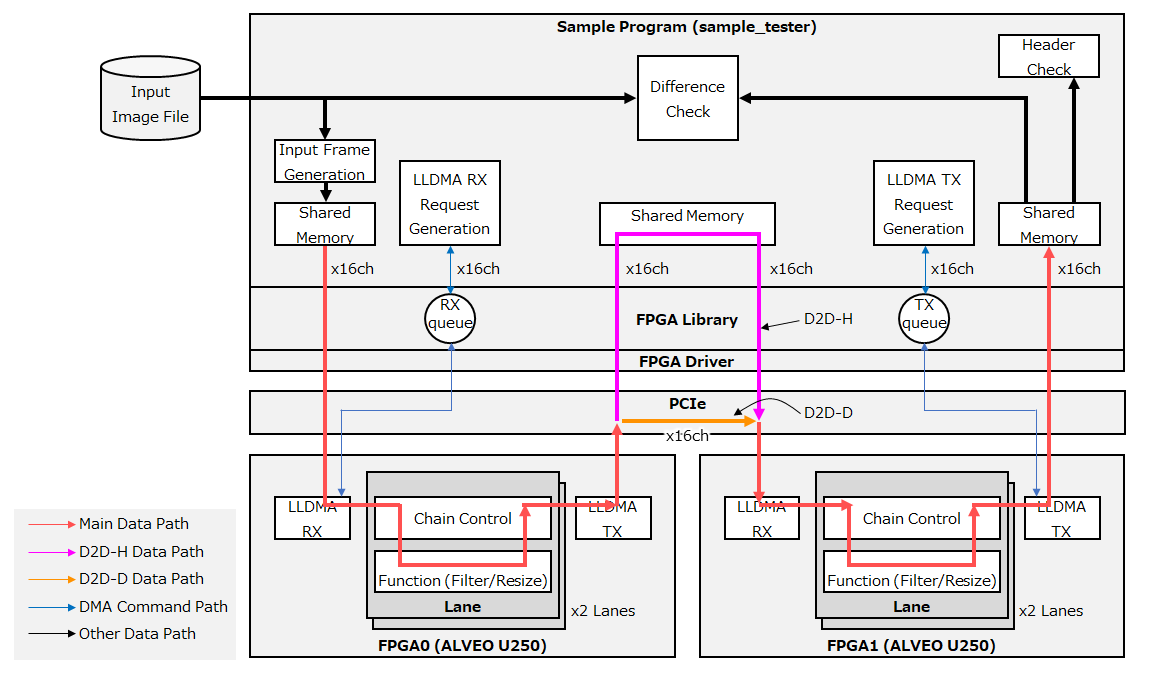 Sample Program (sample_tester)
Input
Image File
Difference
Check
Header
Check
Input Frame
Generation
LLDMA RX
Request
Generation
LLDMA TX
Request
Generation
Shared
Memory
Shared Memory
Shared
Memory
x16ch
x16ch
x16ch
x16ch
x16ch
x16ch
RX
queue
FPGA Library
D2D-H
TX
queue
FPGA Driver
PCIe
D2D-D
x16ch
LLDMA
RX
Chain Control
LLDMA
TX
Function (Filter/Resize)
Lane
x2 Lanes
FPGA0 (ALVEO U250)
LLDMA
RX
Chain Control
LLDMA
TX
Function (Filter/Resize)
Lane
x2 Lanes
FPGA1 (ALVEO U250)
Main Data Path
D2D-H Data Path
D2D-D Data Path
DMA Command Path
Other Data Path